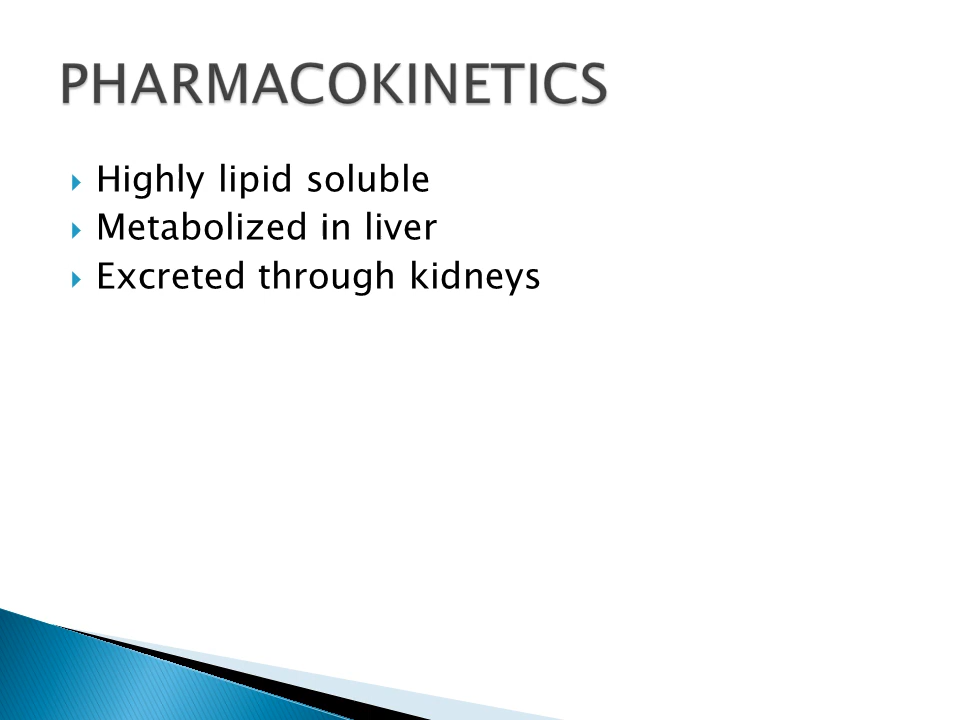 PHARMACOKINETICS
Highly lipid soluble
Metabolized in liver
Excreted through kidneys